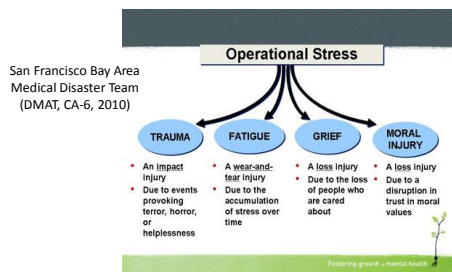 San Francisco Bay Area
Medical Disaster Team
(DMAT, CA-6, 2010)
Operational Stress
TRAUMA
• An impact
injury
• Due to events
provoking
terror, horror,
or
helplessness
FATIGUE
• A wear-and-
tear injury
• Due to the
accumulation
of stress over
time
GRIEF
• A loss injury
• Due to the loss
of people who
are cared
about
MORAL
INJURY
• A loss injury
• Due to a
disruption in
trust in moral
values
Fostering growth in mental health